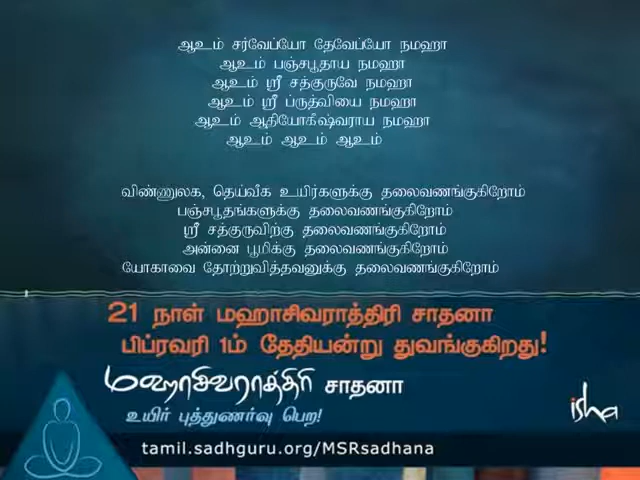 ஆஉம் சர்வேப்யோ தேவேப்யோ நமஹா
ஆஉம் பஞ்சபூதாய நமஹா
ஆஉம் ஸ்ரீ சத்குருவே நமஹா
ஆஉம் ஸ்ரீ ப்ருத்வியை நமஹா
ஆஉம் ஆதியோகீஷ்வராய நமஹா
ஆஉம் ஆஉம் ஆஉம்
விண்ணுலக, தெய்வீக உயிர்களுக்கு தலைவணங்குகிறோம்
பஞ்சபூதங்களுக்கு தலைவணங்குகிறோம்
ஸ்ரீ சத்குருவிற்கு தலைவணங்குகிறோம்
அன்னை பூமிக்கு தலைவணங்குகிறோம்
யோகாவை தோற்றுவித்தவனுக்கு தலைவணங்குகிறோம்
21 நாள் மஹாசிவராத்திரி சாதனா
பிப்ரவரி 1ம் தேதியன்று துவங்குகிறது!
மஹாசிவராத்திரி சாதனா
உயிர் புத்துணர்வு பெற!
isha
tamil.sadhguru.org/MSRsadhana